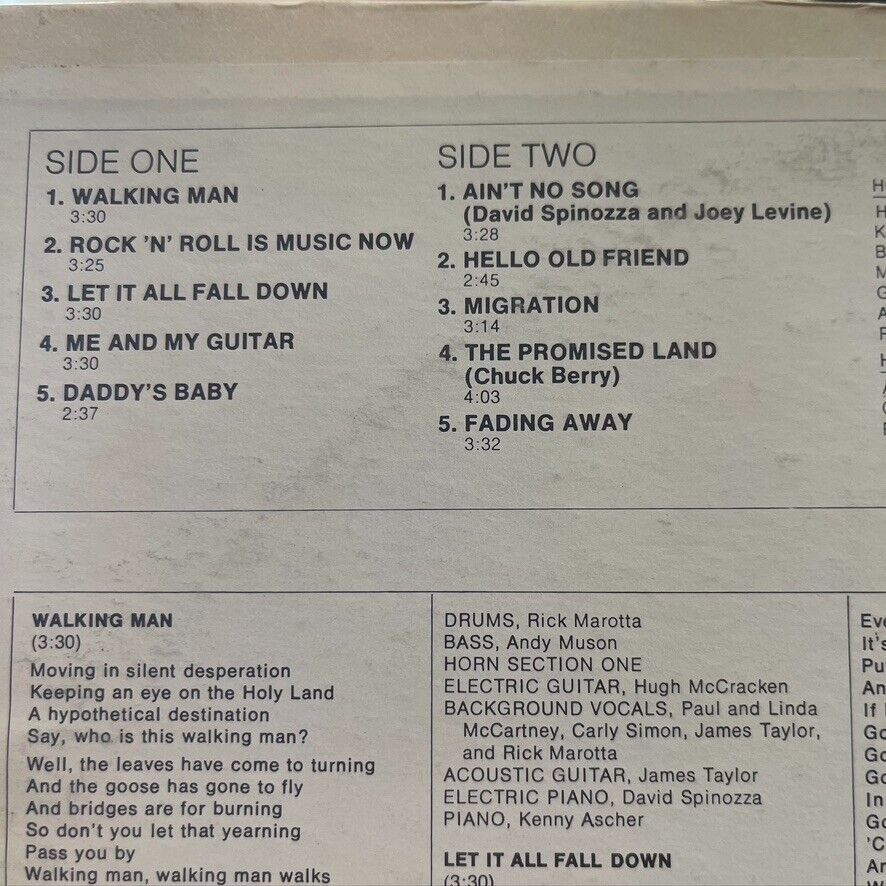 SIDE ONE
1. WALKING MAN
3:30
2. ROCK 'N' ROLL IS MUSIC NOW
3:25
3. LET IT ALL FALL DOWN
3:30
4. ME AND MY GUITAR
3:30
5. DADDY'S BABY
2:37
SIDE TWO
1. AIN'T NO SONG
(David Spinozza and Joey Levine)
3:28
2. HELLO OLD FRIEND
2:45
3. MIGRATION
3:14
4. THE PROMISED LAND
(Chuck Berry)
4:03
5. FADING AWAY
3:32
WALKING MAN
(3:30)
Moving in silent desperation
Keeping an eye on the Holy Land
A hypothetical destination
Say, who is this walking man?
Well, the leaves have come to turning
And the goose has gone to fly
And bridges are for burning
So don't you let that yearning
Pass you by
Walking man, walking man walks
DRUMS, Rick Marotta
BASS, Andy Muson
HORN SECTION ONE
ELECTRIC GUITAR, Hugh McCracken
BACKGROUND VOCALS, Paul and Linda
McCartney, Carly Simon, James Taylor,
and Rick Marotta
ACOUSTIC GUITAR, James Taylor
ELECTRIC PIANO, David Spinozza
PIANO, Kenny Ascher
LET IT ALL FALL DOWN
(3:30)
It's
If
In